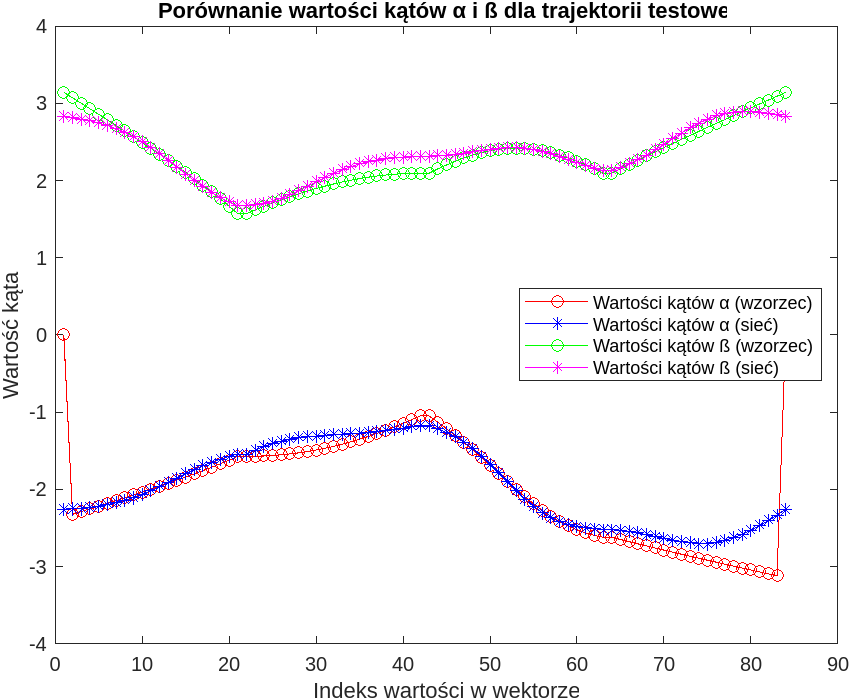 Porównanie wartości kątów α i ß dla trajektorii testowe
4
3
2
1
0
-1
-2
-3
-4
Wartość kąta
Wartości kątów α (wzorzec)
Wartości kątów α (sieć)
Wartości kątów ß (wzorzec)
Wartości kątów ß (sieć)
0 10 20 30 40 50 60 70 80 90
Indeks wartości w wektorze